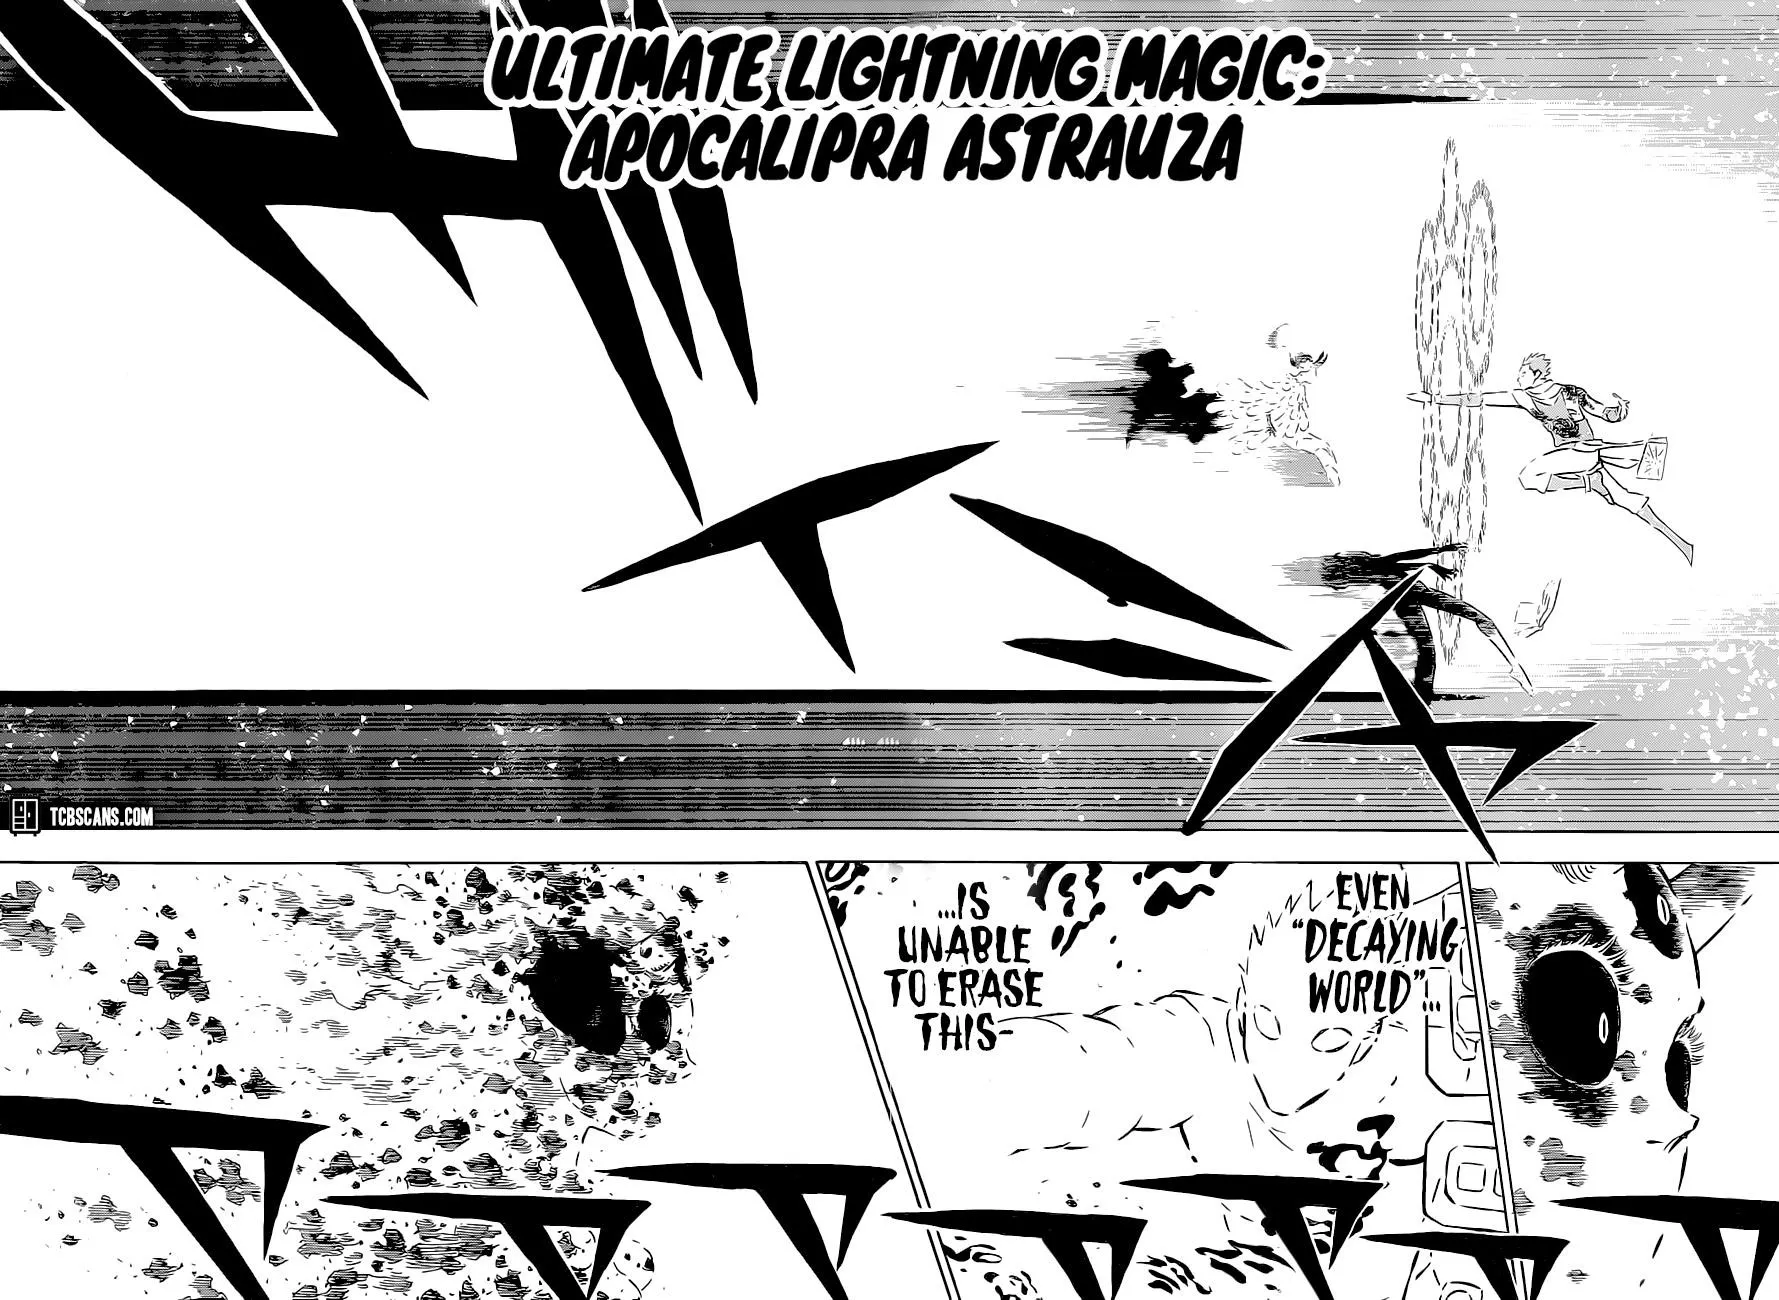 ULTIMATE LIGHTNING MAGIC:
APOCALIPRA ASTRAUZA
TCBSCANS.COM
EVEN
"DECAYING
WORLD"...
...IS
UNABLE
TO ERASE
THIS-